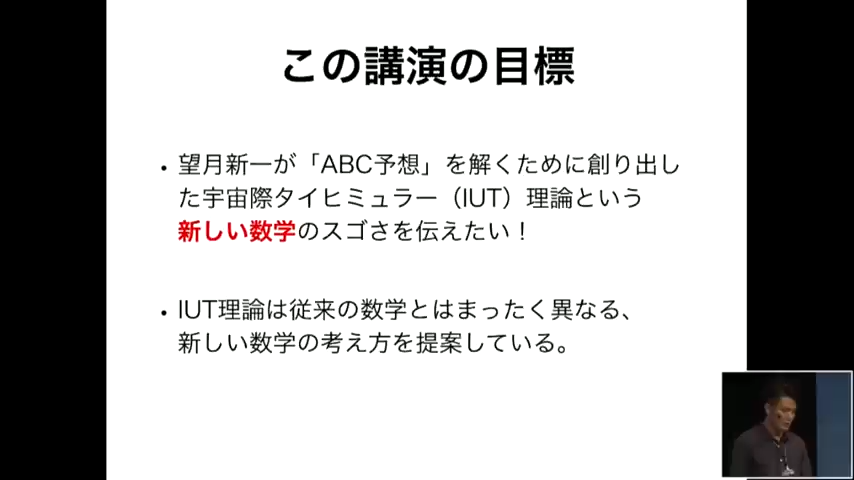 この講演の目標
• 望月新一が「ABC予想」を解くために創り出し
た宇宙際タイヒミュラー（IUT）理論という
新しい数学のスゴさを伝えたい！
• IUT理論は従来の数学とはまったく異なる、
新しい数学の考え方を提案している。